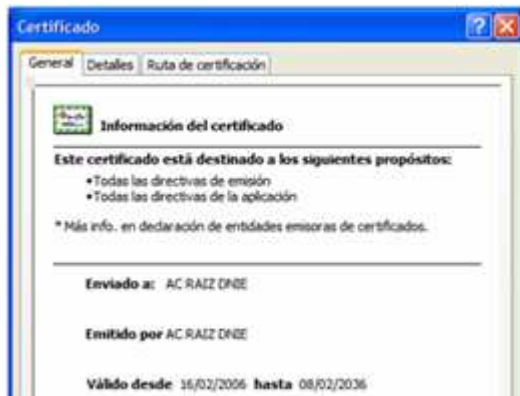 Certificado
General Detalles Ruta de certificación
Información del certificado
Este certificado está destinado a los siguientes propósitos:
•Todas las directivas de emisión
•Todas las directivas de la aplicación
* Más info. en declaración de entidades emisoras de certificados.
Enviado a: AC RAIZ DNIE
Emitido por AC RAIZ DNIE
Válido desde 16/02/2006 hasta 08/02/2036